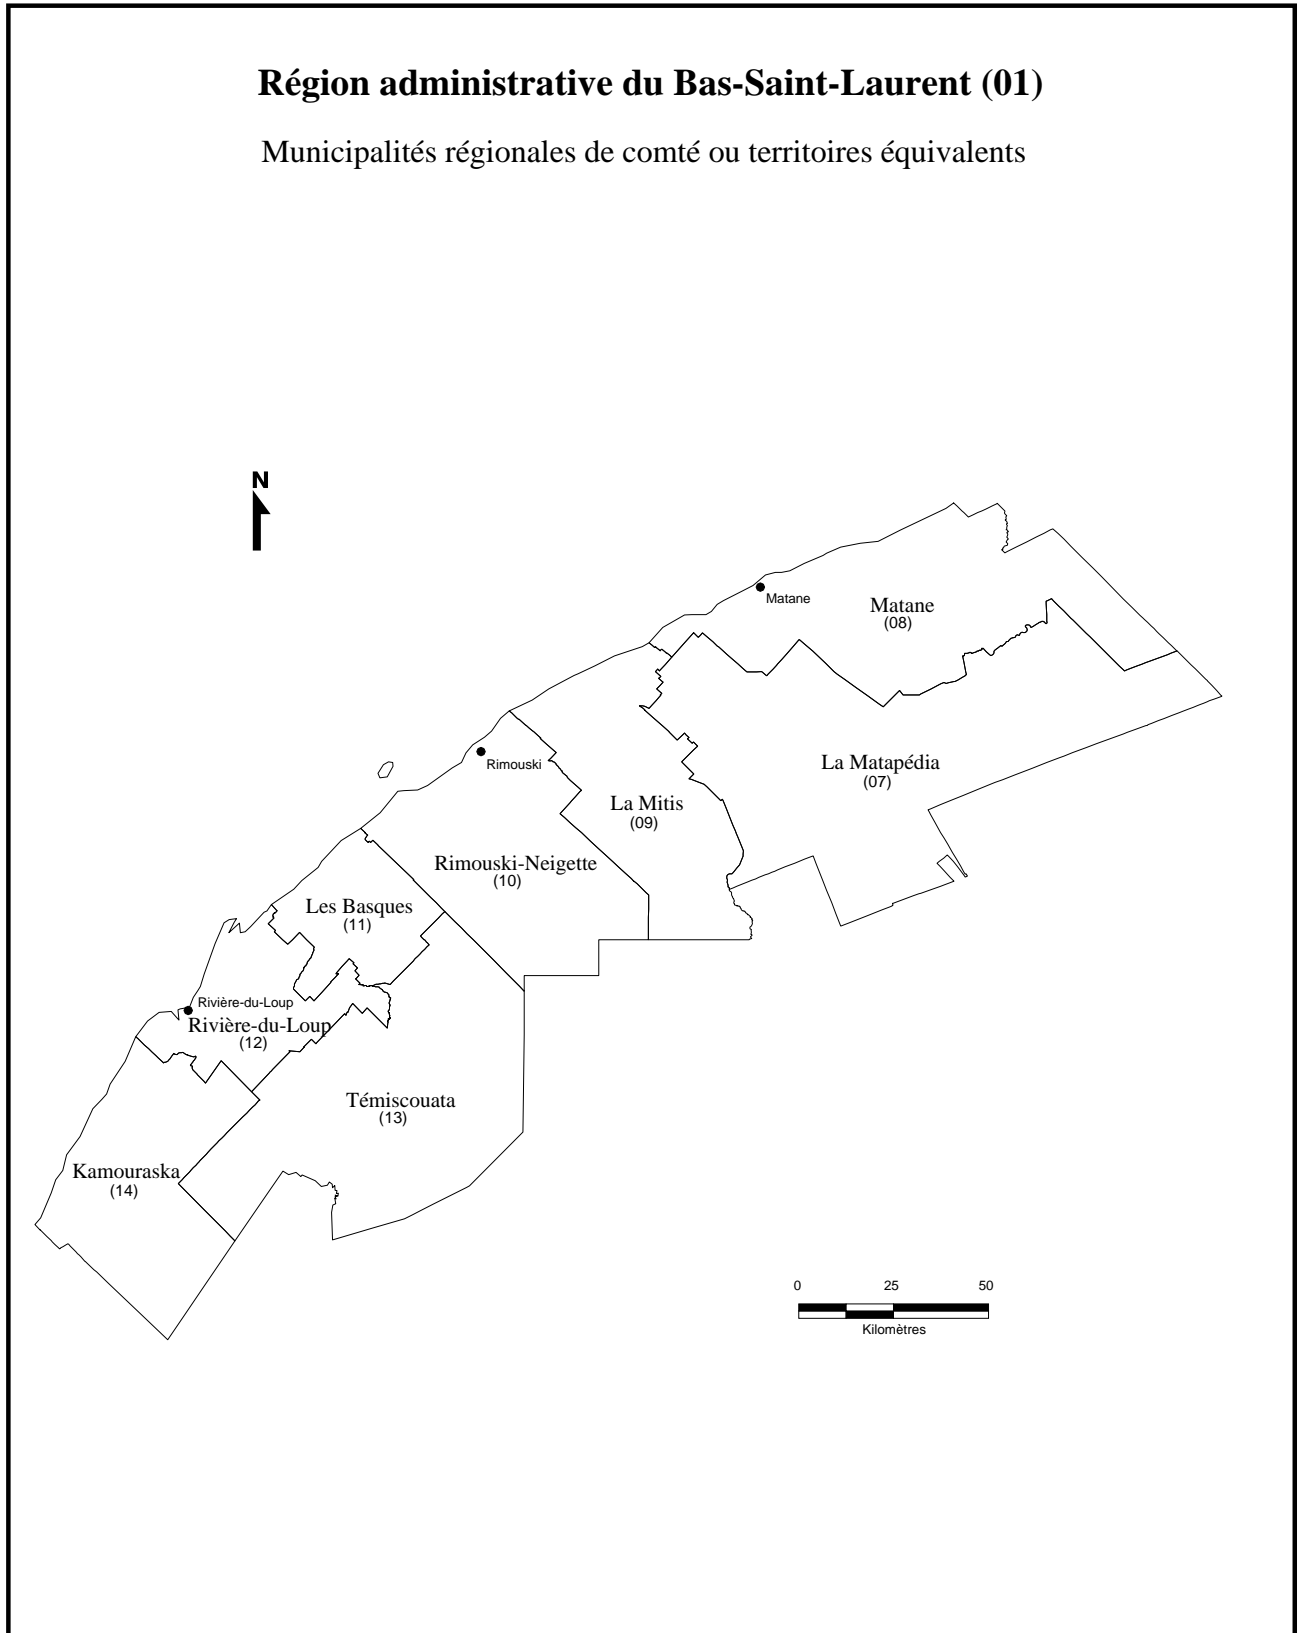 Région administrative du Bas-Saint-Laurent (01)
Municipalités régionales de comté ou territoires équivalents
N
Matane
Matane
(08)
Rimouski
La Matapédia
(07)
La Mitis
(09)
Rimouski-Neigette
(10)
Les Basques
(11)
Rivière-du-Loup
Rivière-du-Loup
(12)
Témiscouata
(13)
Kamouraska
(14)
0 25 50
Kilomètres